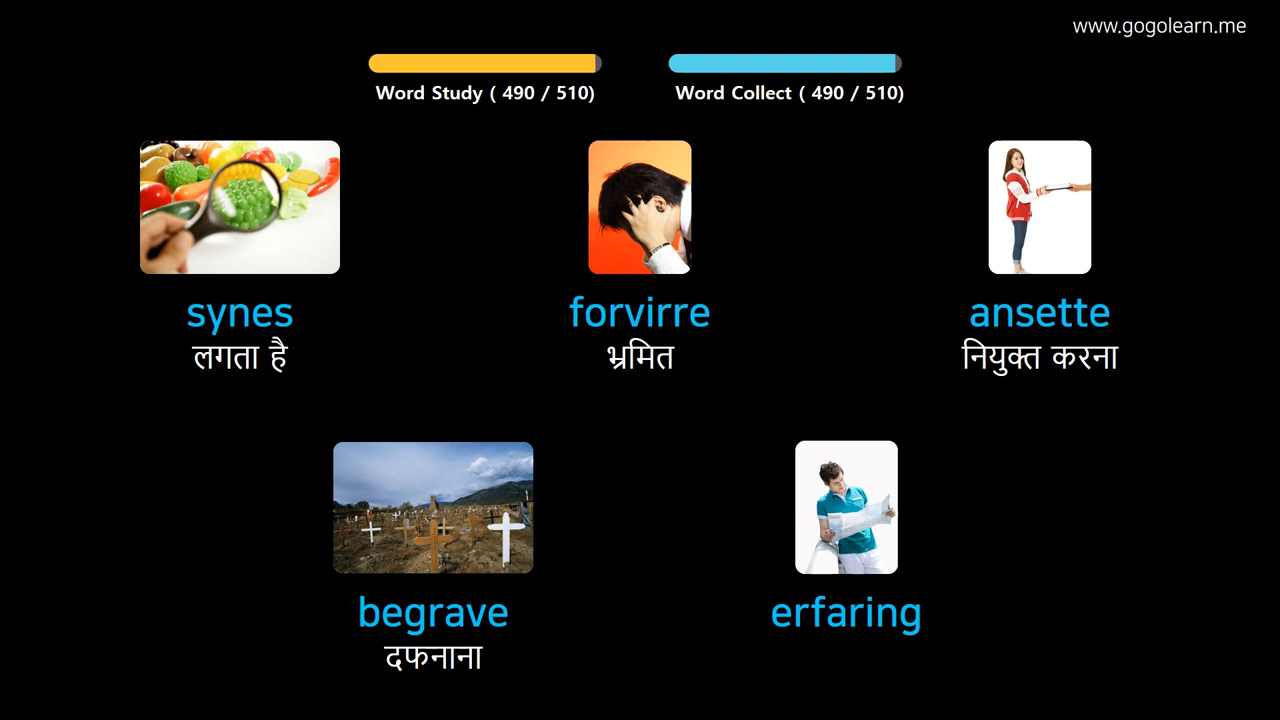 www.gogolearn.me
Word Study ( 490 / 510)
Word Collect ( 490 / 510)
synes
लगता है
forvirre
भ्रमित
ansette
नियुक्त करना
begrave
दफनाना
erfaring